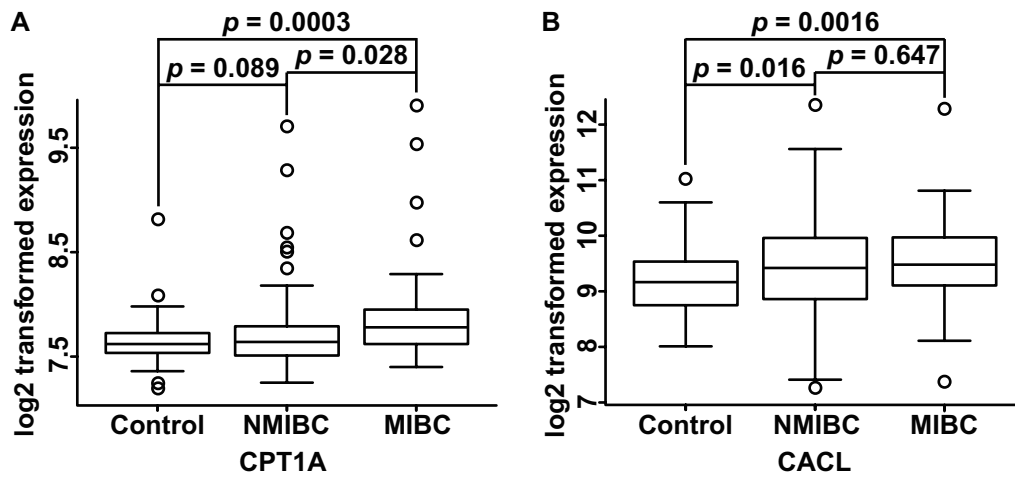 A
p = 0.0003
p = 0.028
p = 0.089
log2 transformed expression
9.5
8.5
7.5
Control NMIBC MIBC
CPT1A
B
p = 0.0016
p = 0.647
p = 0.016
log2 transformed expression
12
11
10
9
8
7
Control NMIBC MIBC
CACL